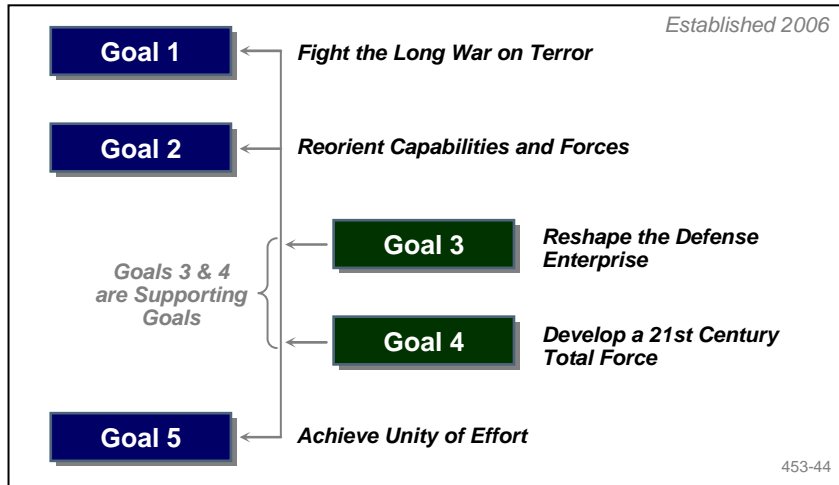 Established 2006
Goal 1
Fight the Long War on Terror
Goal 2
Reorient Capabilities and Forces
Goal 3
Reshape the Defense
Enterprise
Goals 3 & 4
are Supporting
Goals
Goal 4
Develop a 21st Century
Total Force
Goal 5
Achieve Unity of Effort
453-44